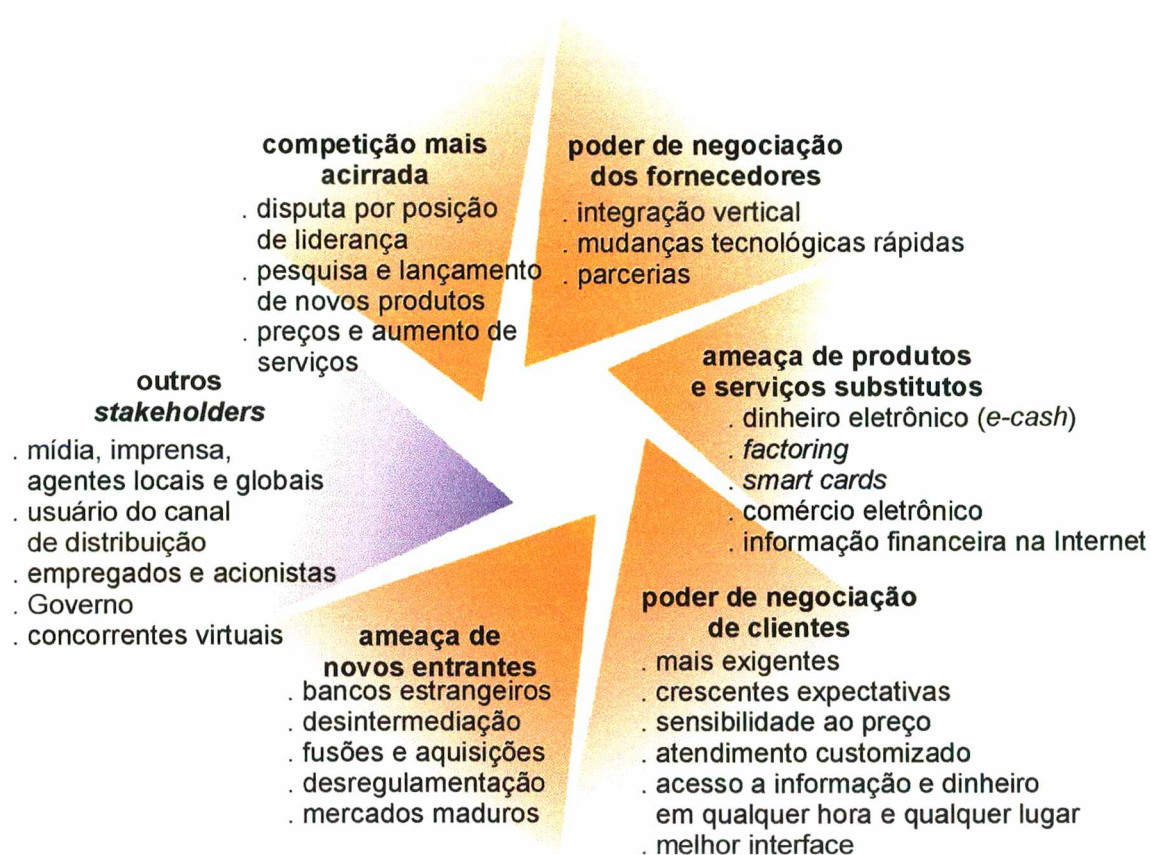 competição mais
acirrada
. disputa por posição
de liderança
. pesquisa e lançamento
de novos produtos
. preços e aumento de
serviços
poder de negociação
dos fornecedores
. integração vertical
. mudanças tecnológicas rápidas
. parcerias
ameaça de produtos
e serviços substitutos
. dinheiro eletrônico (e-cash)
. factoring
. smart cards
. comércio eletrônico
. informação financeira na Internet
outros
stakeholders
. mídia, imprensa,
agentes locais e globais
. usuário do canal
de distribuição
. empregados e acionistas
. Governo
. concorrentes virtuais
ameaça de
novos entrantes
. bancos estrangeiros
. desintermediação
. fusões e aquisições
. desregulamentação
. mercados maduros
poder de negociação
de clientes
. mais exigentes
. crescentes expectativas
. sensibilidade ao preço
. atendimento customizado
. acesso a informação e dinheiro
em qualquer hora e qualquer lugar
. melhor interface